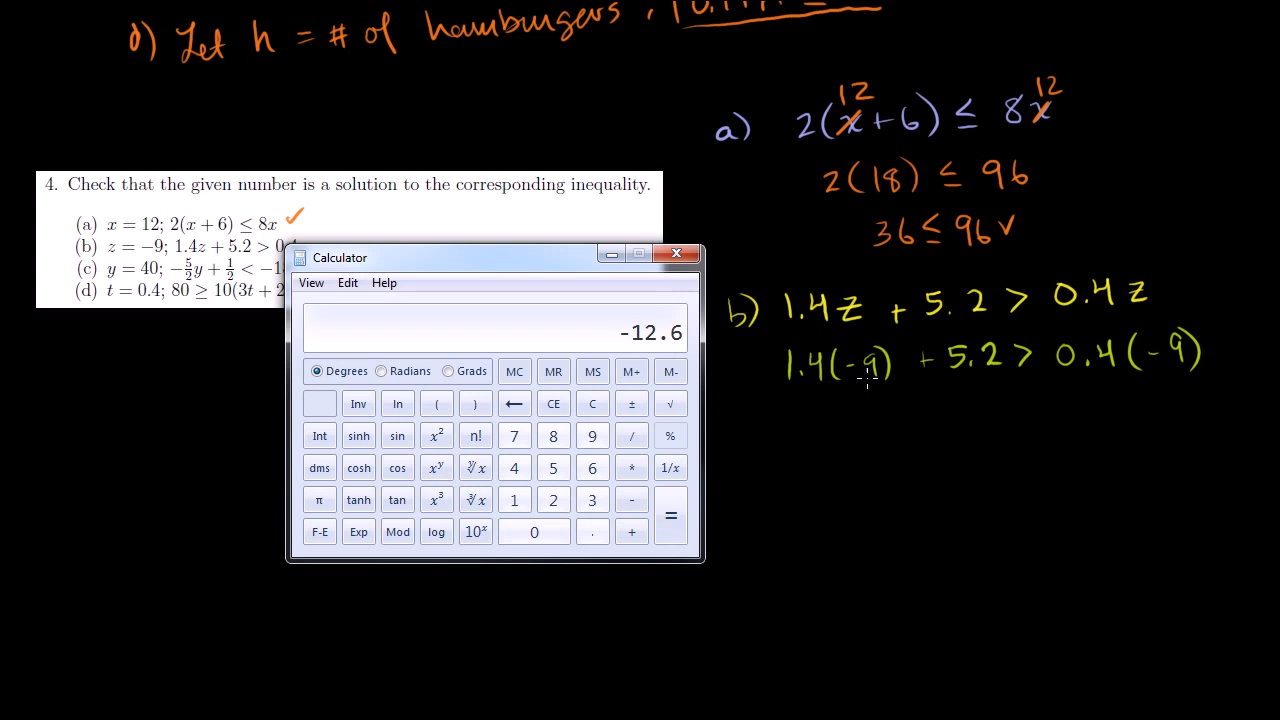 d) Let h = # of hamburgers,
a) 2(x+6) ≤ 8x
12 12
2(18) ≤ 96
36 ≤ 96 ✓
4. Check that the given number is a solution to the corresponding inequality.
(a) x = 12; 2(x + 6) ≤ 8x ✓
(b) z = −9; 1.4z + 5.2 > 0
(c) y = 40; −5/2y + 1/2 < −1
(d) t = 0.4; 80 ≥ 10(3t + 2
Calculator
View Edit Help
-12.6
Degrees Radians Grads MC MR MS M+ M-
Inv ln ( ) ← CE C ± √
Int sinh sin x² n! 7 8 9 / %
dms cosh cos xʸ ʸ√x 4 5 6 * 1/x
π tanh tan x³ ³√x 1 2 3 - =
F-E Exp Mod log 10ˣ 0 . +
b) 1.4z + 5.2 > 0.4z
1.4(-9) + 5.2 > 0.4(-9)